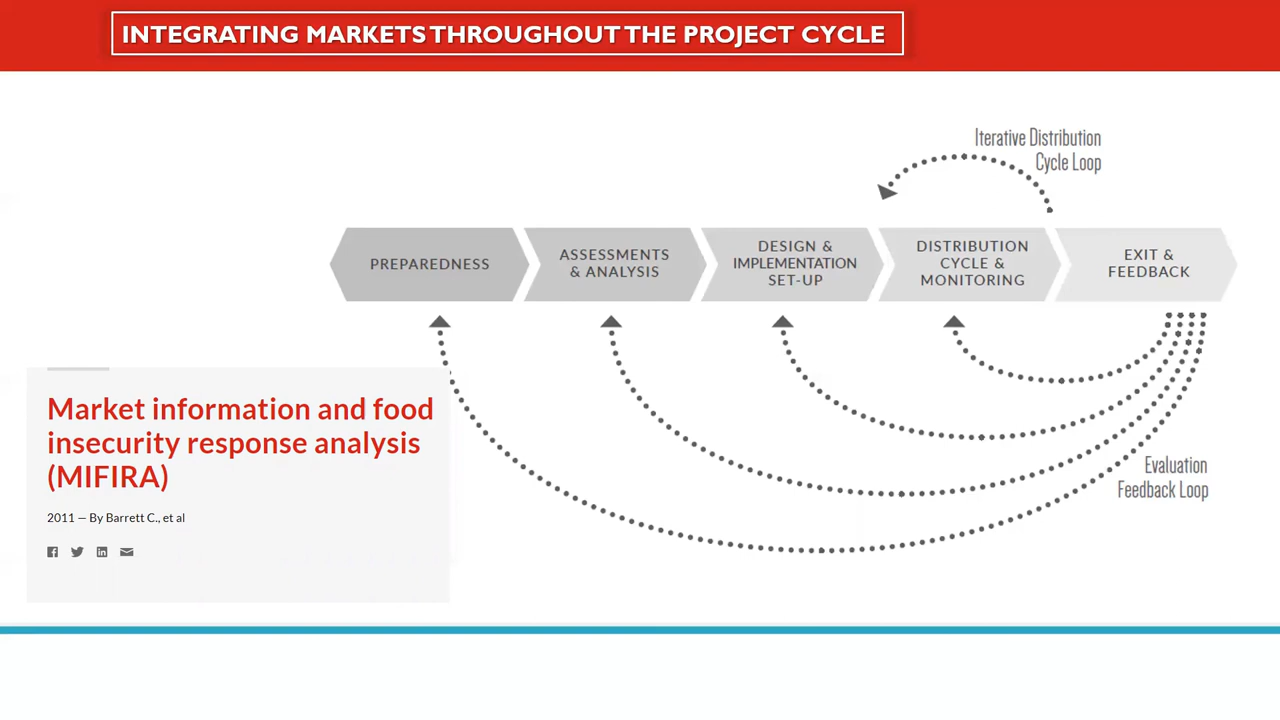 INTEGRATING MARKETS THROUGHOUT THE PROJECT CYCLE
Iterative Distribution
Cycle Loop
PREPAREDNESS
ASSESSMENTS
& ANALYSIS
DESIGN &
IMPLEMENTATION
SET-UP
DISTRIBUTION
CYCLE &
MONITORING
EXIT &
FEEDBACK
Market information and food
insecurity response analysis
(MIFIRA)
2011 — By Barrett C., et al
Evaluation
Feedback Loop